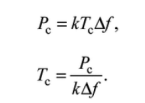 P_c = kT_cΔf,
T_c = P_c / kΔf.